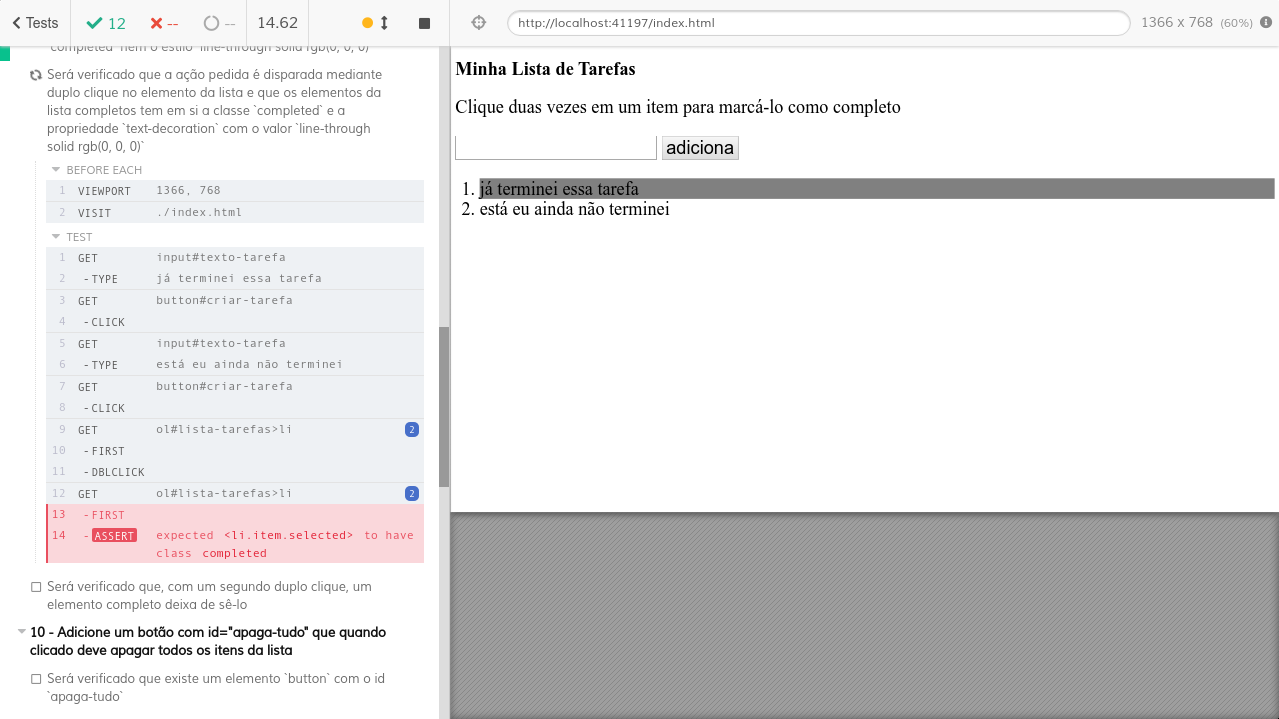 Tests
12
--
--
14.62
http://localhost:41197/index.html
1366 x 768 (60%)
`completed` nem o estilo `line-through solid rgb(0, 0, 0)`
Será verificado que a ação pedida é disparada mediante
duplo clique no elemento da lista e que os elementos da
lista completos tem em si a classe `completed` e a
propriedade `text-decoration` com o valor `line-through
solid rgb(0, 0, 0)`
BEFORE EACH
1 VIEWPORT 1366, 768
2 VISIT ./index.html
TEST
1 GET input#texto-tarefa
2 -TYPE já terminei essa tarefa
3 GET button#criar-tarefa
4 -CLICK
5 GET input#texto-tarefa
6 -TYPE está eu ainda não terminei
7 GET button#criar-tarefa
8 -CLICK
9 GET ol#lista-tarefas>li 2
10 -FIRST
11 -DBLCLICK
12 GET ol#lista-tarefas>li 2
13 -FIRST
14 -ASSERT expected <li.item.selected> to have
class completed
Será verificado que, com um segundo duplo clique, um
elemento completo deixa de sê-lo
10 - Adicione um botão com id="apaga-tudo" que quando
clicado deve apagar todos os itens da lista
Será verificado que existe um elemento `button` com o id
`apaga-tudo`
Minha Lista de Tarefas
Clique duas vezes em um item para marcá-lo como completo
adiciona
1. já terminei essa tarefa
2. está eu ainda não terminei